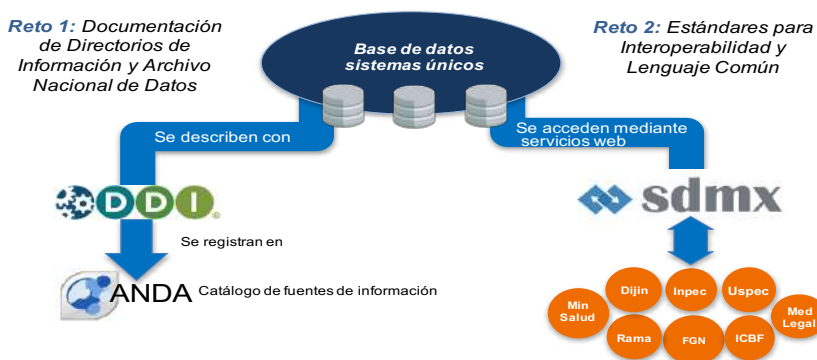 Reto 1: Documentación
de Directorios de
Información y Archivo
Nacional de Datos
Base de datos
sistemas únicos
Reto 2: Estándares para
Interoperabilidad y
Lenguaje Común
Se describen con
Se acceden mediante
servicios web
DDI®
sdmx
Se registran en
ANDA
Catálogo de fuentes de información
Min
Salud
Dijin
Inpec
Uspec
Med
Legal
Rama
FGN
ICBF